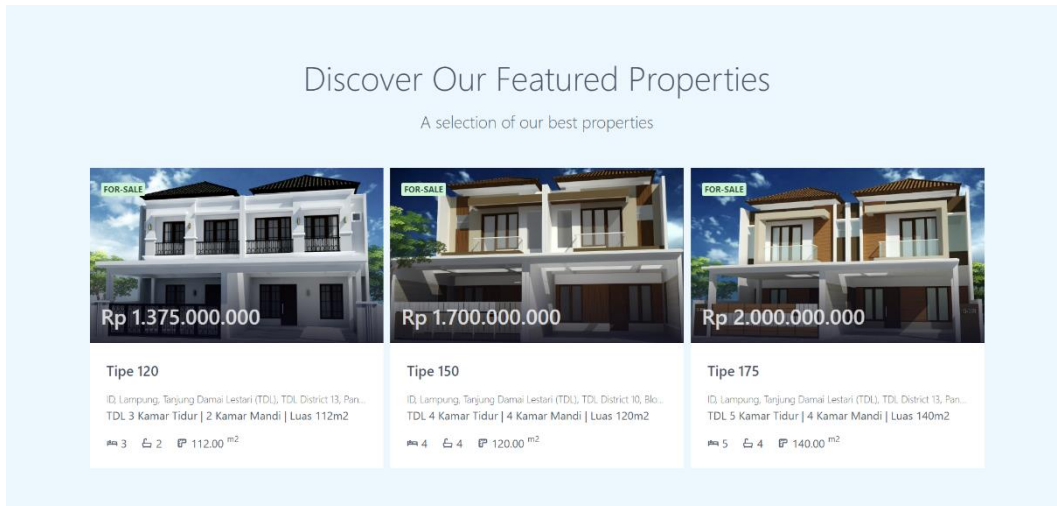 Discover Our Featured Properties
A selection of our best properties
FOR-SALE
Rp 1.375.000.000
Tipe 120
ID, Lampung, Tanjung Damai Lestari (TDL), TDL District 13, Pan...
TDL 3 Kamar Tidur | 2 Kamar Mandi | Luas 112m2
3 2 112.00 m2
FOR-SALE
Rp 1.700.000.000
Tipe 150
ID, Lampung, Tanjung Damai Lestari (TDL), TDL District 10, Blo...
TDL 4 Kamar Tidur | 4 Kamar Mandi | Luas 120m2
4 4 120.00 m2
FOR-SALE
Rp 2.000.000.000
Tipe 175
ID, Lampung, Tanjung Damai Lestari (TDL), TDL District 13, Pan...
TDL 5 Kamar Tidur | 4 Kamar Mandi | Luas 140m2
5 4 140.00 m2